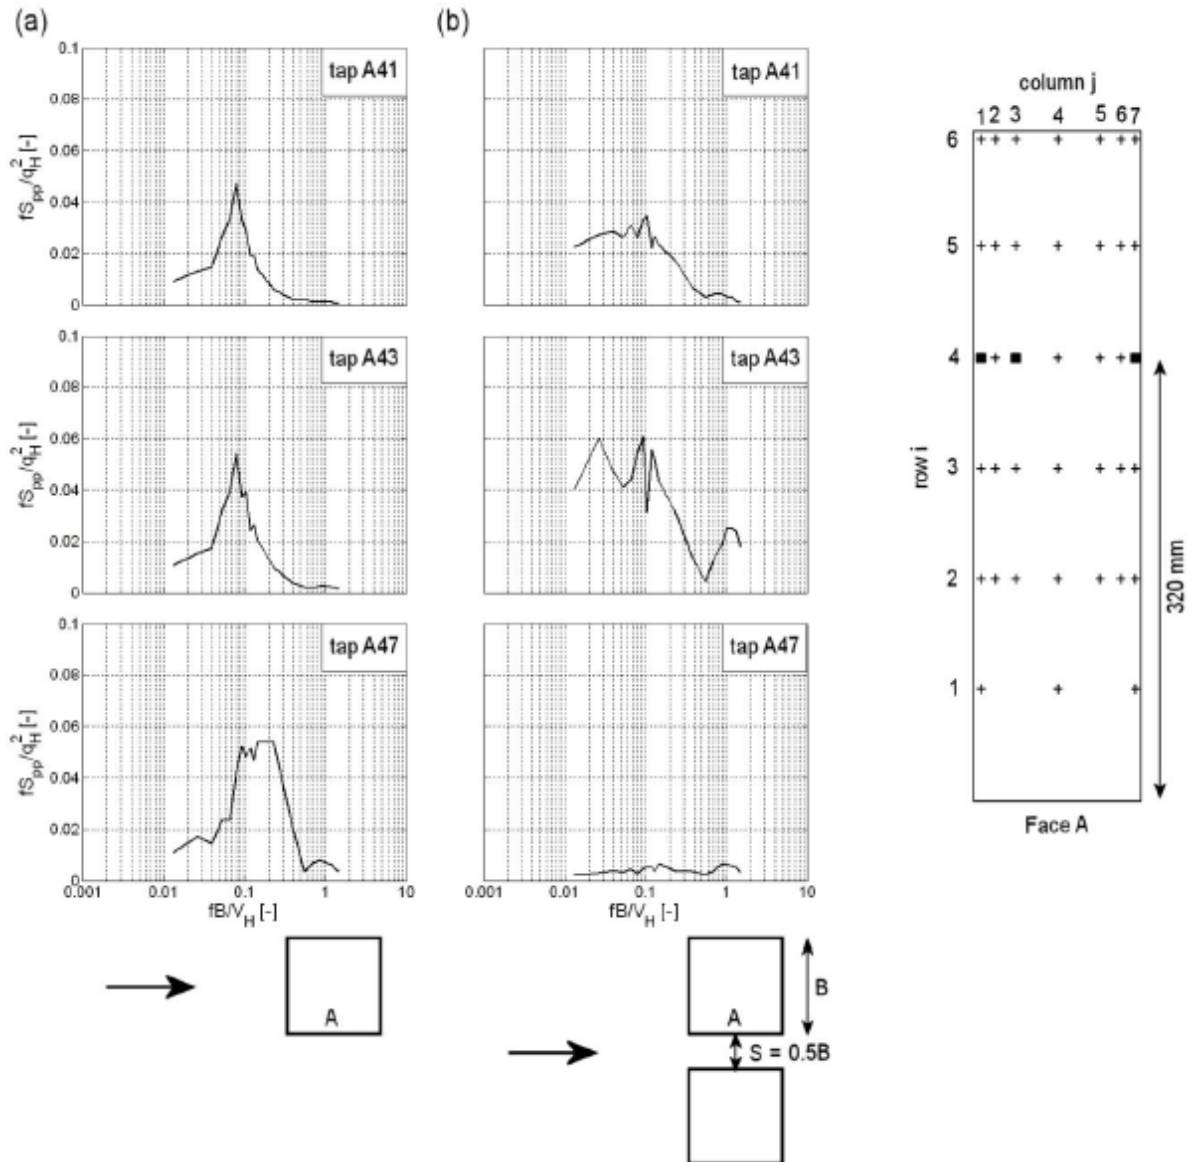 (a)
(b)
0.1
0.08
0.06
0.04
0.02
0
fS_pp/q_H^2 [-]
tap A41
tap A41
0.1
0.08
0.06
0.04
0.02
0
fS_pp/q_H^2 [-]
tap A43
tap A43
0.1
0.08
0.06
0.04
0.02
0
fS_pp/q_H^2 [-]
tap A47
tap A47
0.001 0.01 0.1 1 10
fB/V_H [-]
0.001 0.01 0.1 1 10
fB/V_H [-]
column j
1 2 3 4 5 6 7
6
5
4
3
2
1
row i
320 mm
Face A
A
A
B
S = 0.5B